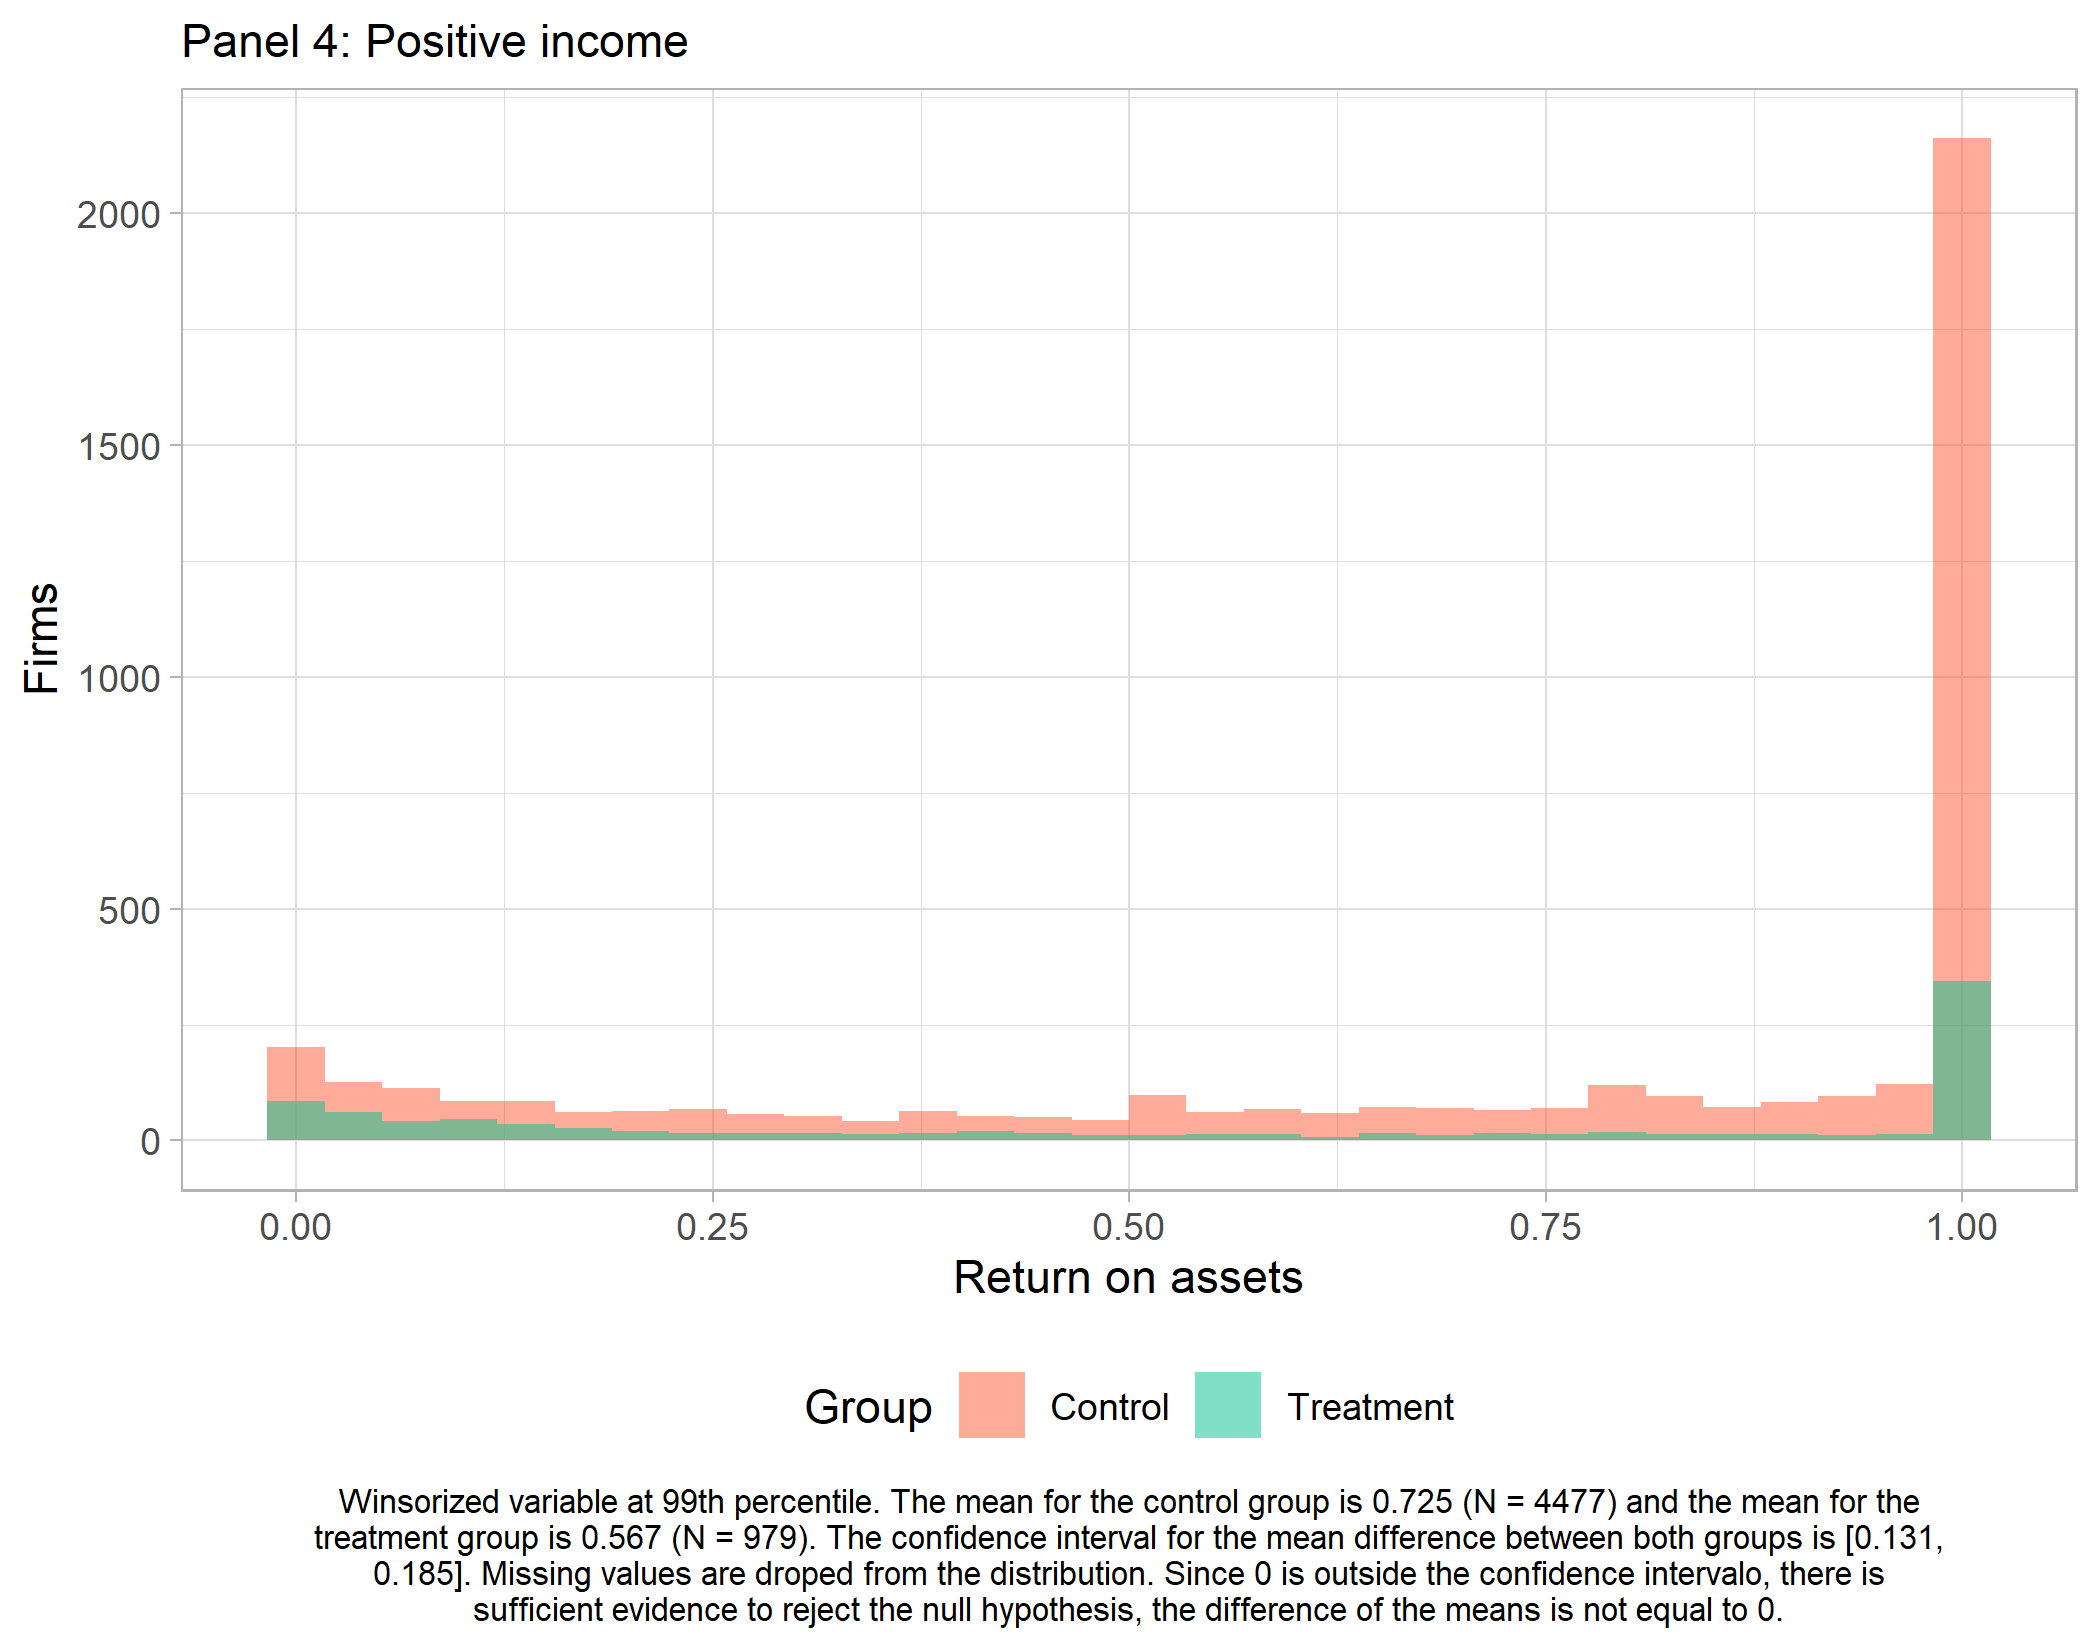 Panel 4: Positive income
2000
1500
1000
500
0
Firms
0.00 0.25 0.50 0.75 1.00
Return on assets
Group Control Treatment
Winsorized variable at 99th percentile. The mean for the control group is 0.725 (N = 4477) and the mean for the
treatment group is 0.567 (N = 979). The confidence interval for the mean difference between both groups is [0.131,
0.185]. Missing values are droped from the distribution. Since 0 is outside the confidence intervalo, there is
sufficient evidence to reject the null hypothesis, the difference of the means is not equal to 0.